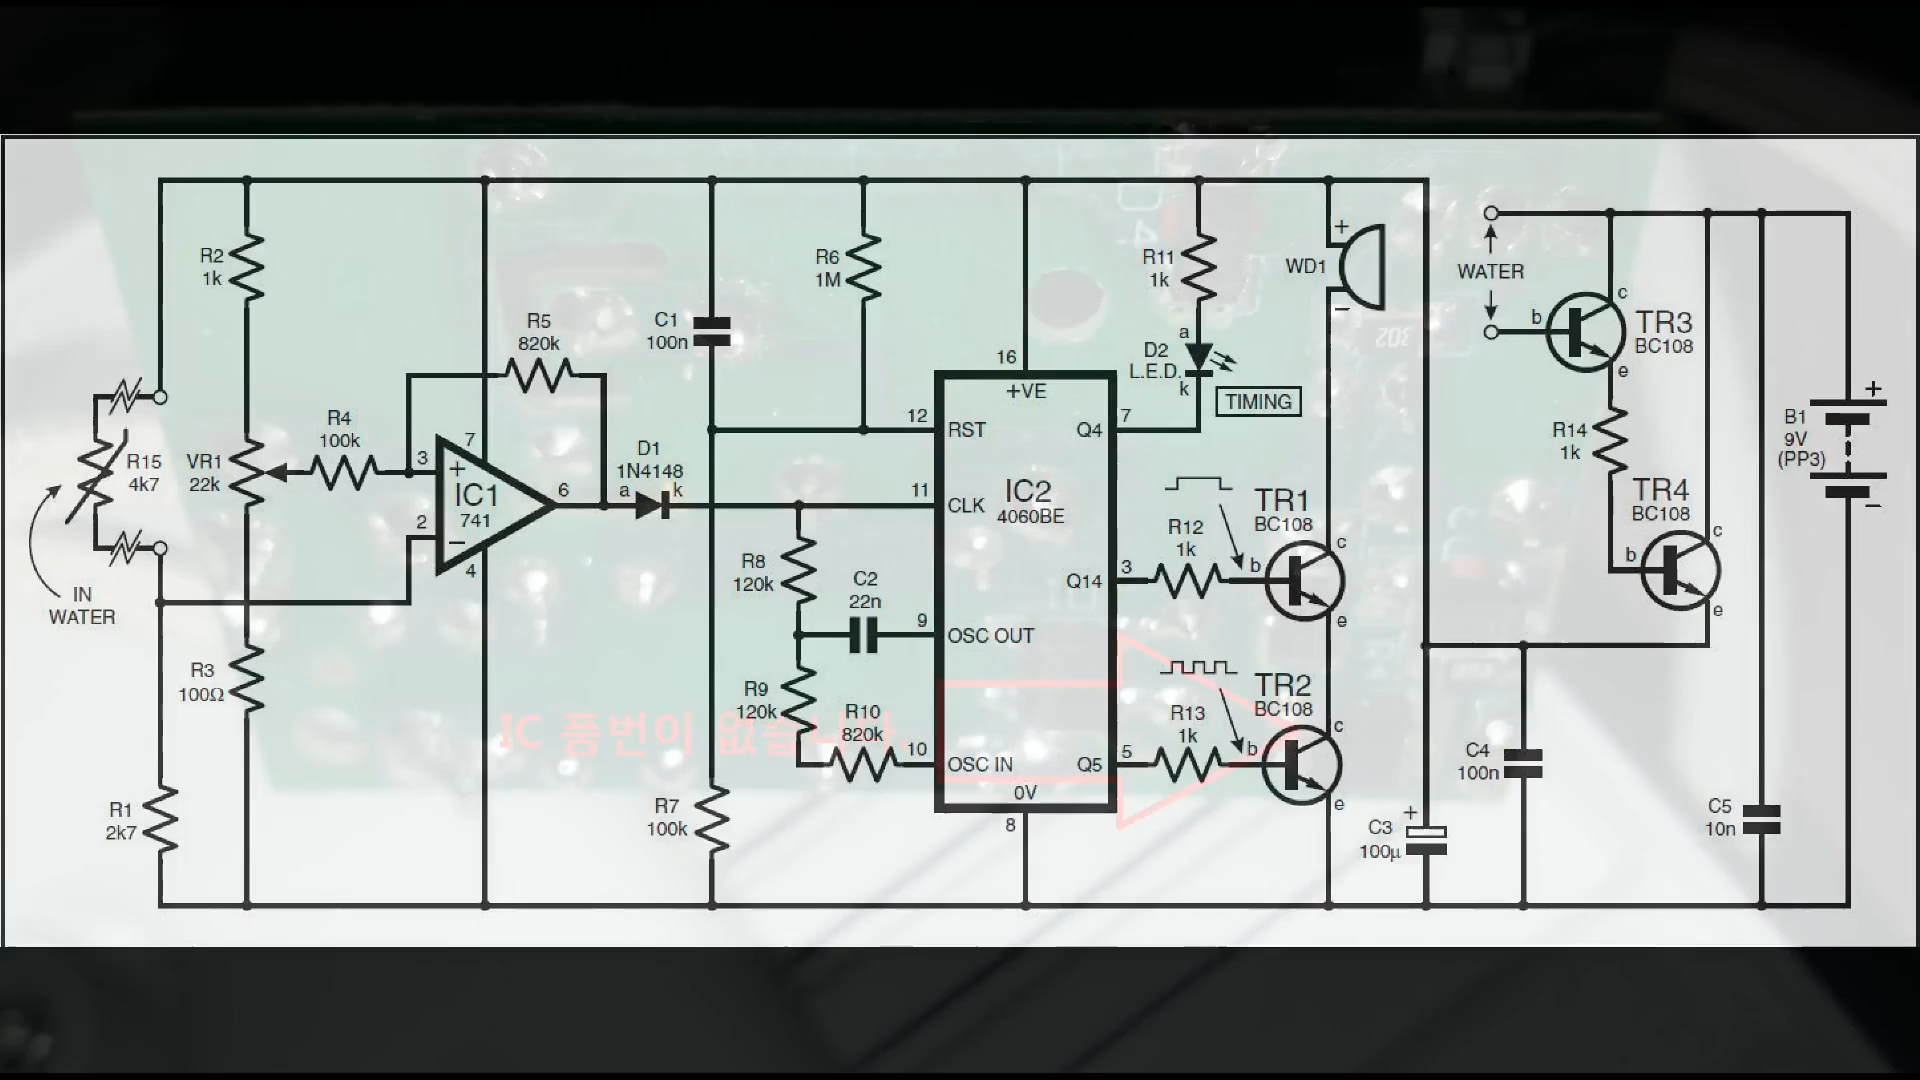 R2
1k
R15
4k7
IN
WATER
VR1
22k
R4
100k
R3
100Ω
R1
2k7
R5
820k
7
3
+
IC1
741
2
−
4
6
D1
1N4148
a
k
C1
100n
R6
1M
R7
100k
R8
120k
C2
22n
R9
120k
R10
820k
16
+VE
12
RST
11
CLK
IC2
4060BE
9
OSC OUT
10
OSC IN
0V
8
7
Q4
3
Q14
5
Q5
R11
1k
a
D2
L.E.D.
k
TIMING
WD1
+
−
R12
1k
TR1
BC108
b
c
e
R13
1k
TR2
BC108
b
c
e
+
C3
100µ
C4
100n
C5
10n
WATER
b
c
e
TR3
BC108
R14
1k
TR4
BC108
b
c
e
B1
9V
(PP3)
+
−
IC 품번이 없습니다.
302